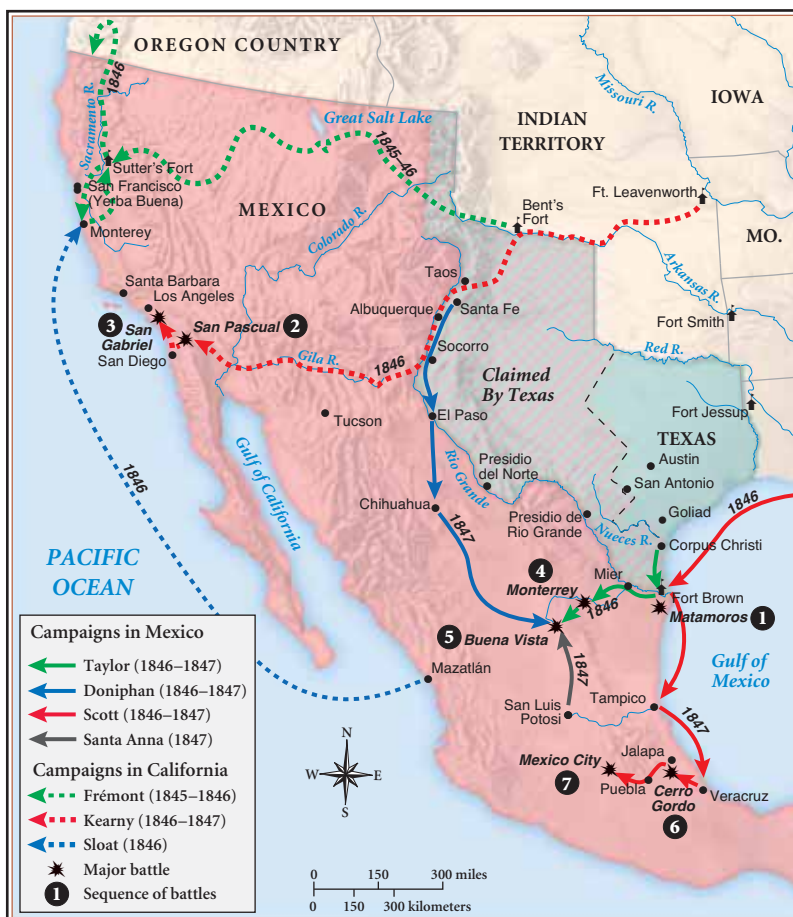 OREGON COUNTRY
1846
Sacramento R.
Great Salt Lake
Missouri R.
IOWA
INDIAN
TERRITORY
1845–46
Sutter's Fort
San Francisco
(Yerba Buena)
Monterey
MEXICO
Colorado R.
Bent's
Fort
Ft. Leavenworth
MO.
Taos
Arkansas R.
Santa Barbara
Los Angeles
Albuquerque
Santa Fe
Fort Smith
3
San
Gabriel
San Pascual
2
San Diego
Gila R.
1846
Socorro
Red R.
Claimed
By Texas
Fort Jessup
Tucson
El Paso
TEXAS
Austin
Gulf of California
Rio Grande
Presidio
del Norte
San Antonio
1846
Chihuahua
1847
Presidio de
Rio Grande
Nueces R.
Goliad
Corpus Christi
1846
PACIFIC
OCEAN
4
Monterrey
Mier
1846
Fort Brown
Matamoros
1
5
Buena Vista
1847
Gulf of
Mexico
Mazatlán
San Luis
Potosi
Tampico
1847
Mexico City
7
Jalapa
Puebla
Cerro
Gordo
6
Veracruz
Campaigns in Mexico
Taylor (1846–1847)
Doniphan (1846–1847)
Scott (1846–1847)
Santa Anna (1847)
Campaigns in California
Frémont (1845–1846)
Kearny (1846–1847)
Sloat (1846)
Major battle
1 Sequence of battles
N
W E
S
0 150 300 miles
0 150 300 kilometers